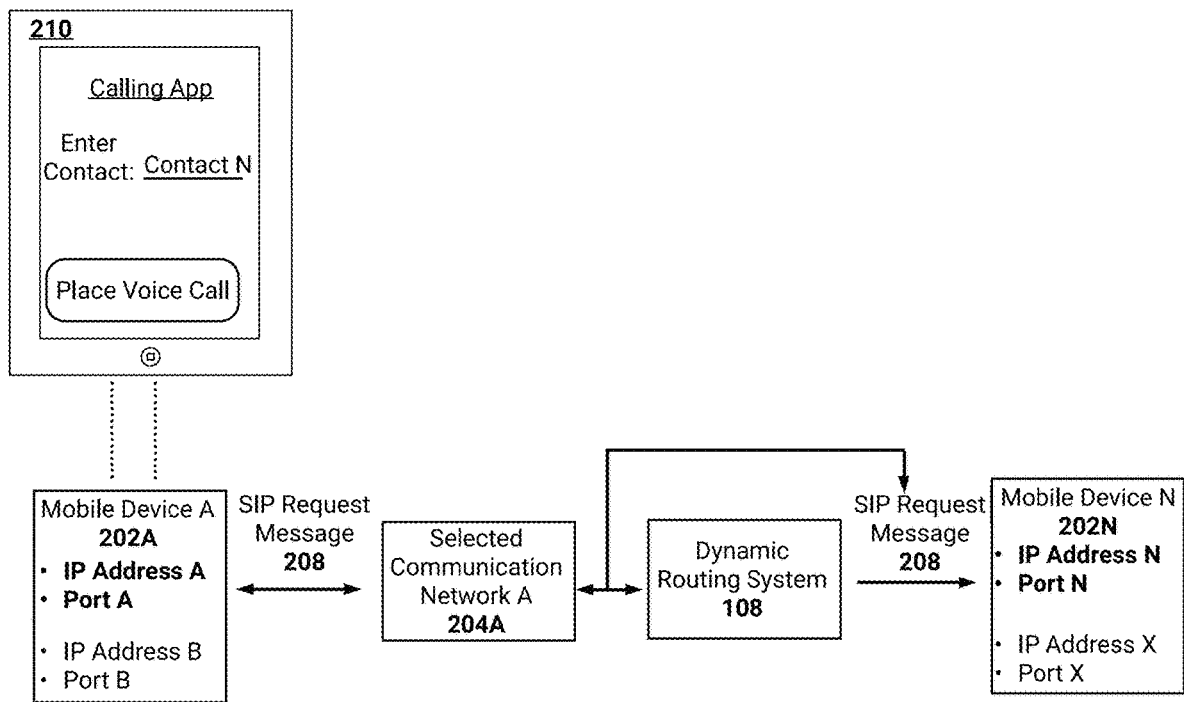 210
Calling App
Enter
Contact: Contact N
Place Voice Call
Mobile Device A
202A
• IP Address A
• Port A
• IP Address B
• Port B
SIP Request
Message
208
Selected
Communication
Network A
204A
Dynamic
Routing System
108
SIP Request
Message
208
Mobile Device N
202N
• IP Address N
• Port N
• IP Address X
• Port X